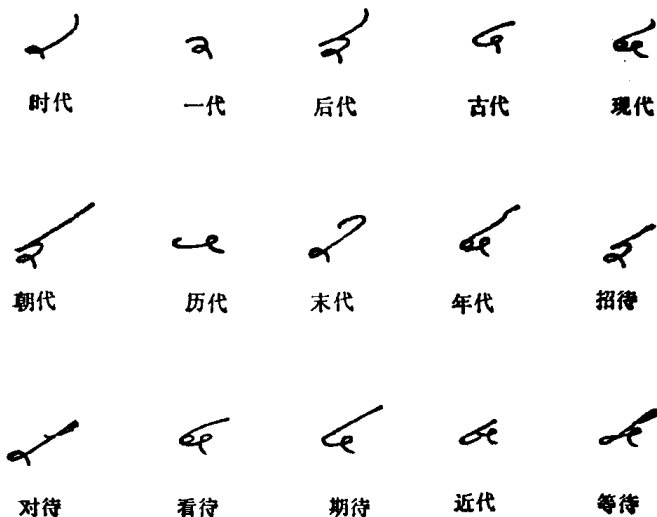 时代 一代 后代 古代 现代
朝代 历代 末代 年代 招待
对待 看待 期待 近代 等待